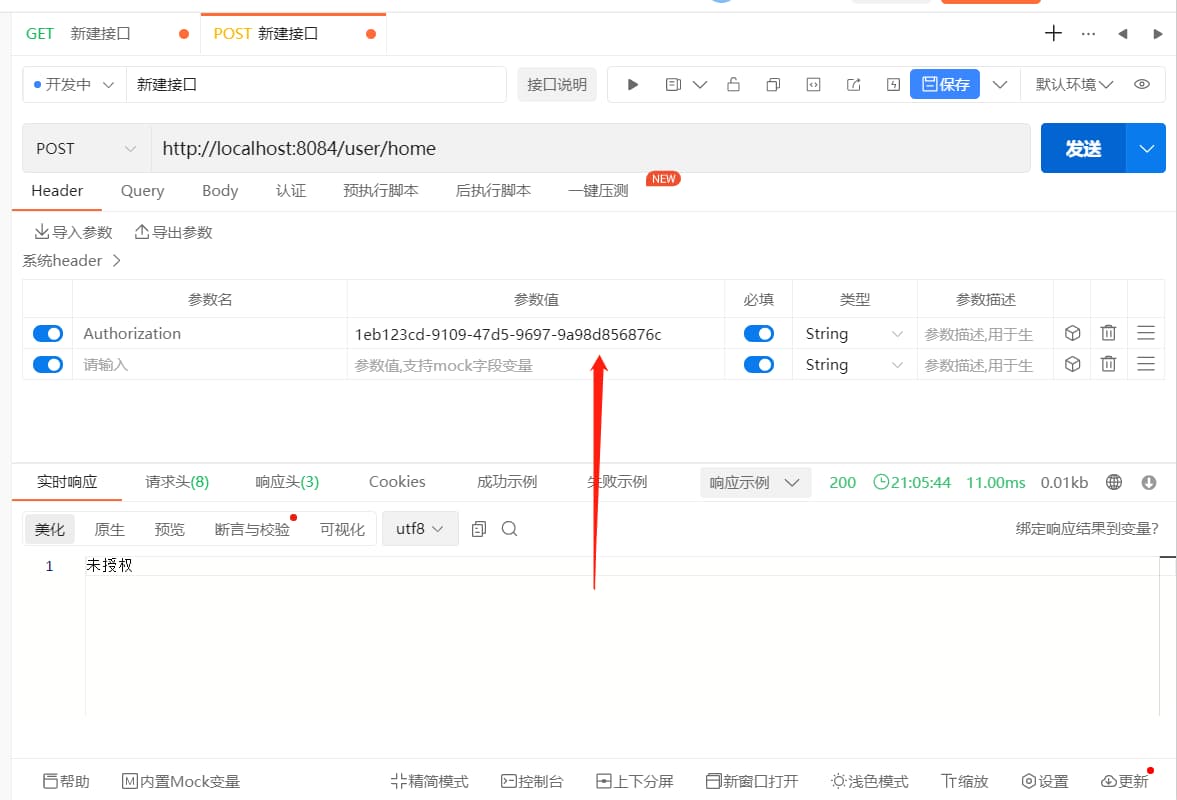 GET 新建接口 POST 新建接口
开发中 新建接口 接口说明 保存 默认环境
POST http://localhost:8084/user/home 发送
Header Query Body 认证 预执行脚本 后执行脚本 一键压测 NEW
导入参数 导出参数
系统header
参数名 参数值 必填 类型 参数描述
Authorization 1eb123cd-9109-47d5-9697-9a98d856876c String 参数描述,用于生
请输入 参数值,支持mock字段变量 String 参数描述,用于生
实时响应 请求头(8) 响应头(3) Cookies 成功示例 失败示例 响应示例 200 21:05:44 11.00ms 0.01kb
美化 原生 预览 断言与校验 可视化 utf8 绑定响应结果到变量?
1 未授权
帮助 M内置Mock变量 精简模式 控制台 上下分屏 新窗口打开 浅色模式 缩放 设置 更新